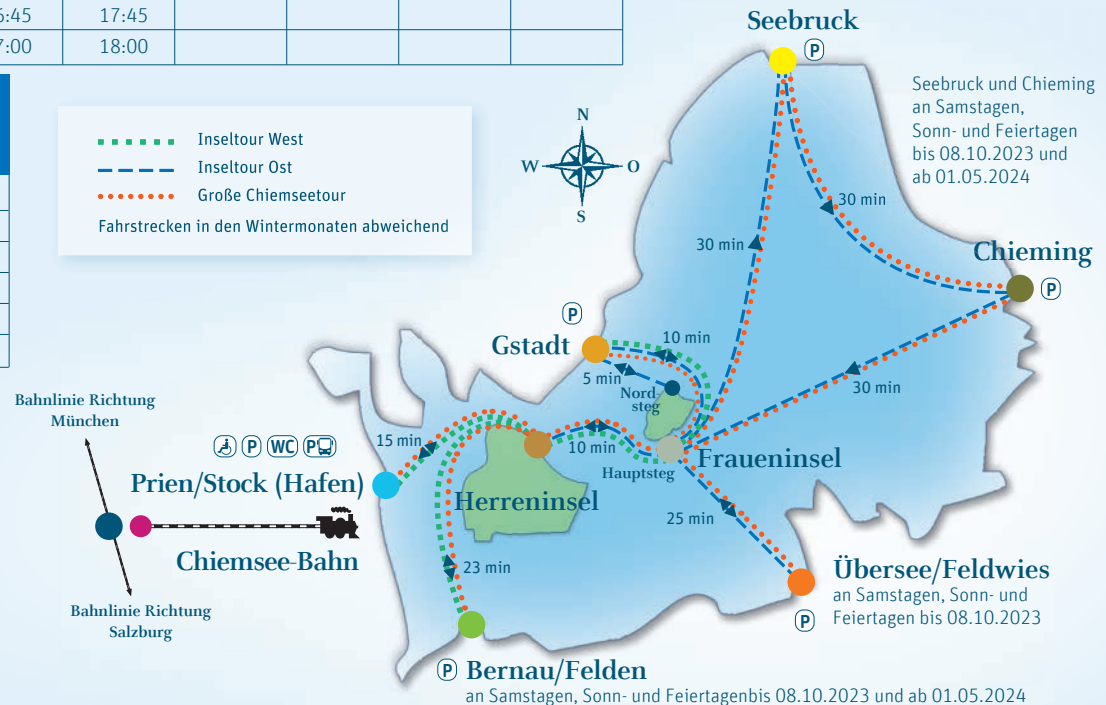 6:45 17:45
7:00 18:00
Inseltour West
Inseltour Ost
Große Chiemseetour
Fahrstrecken in den Wintermonaten abweichend
N
W O
S
Seebruck
P
Seebruck und Chieming
an Samstagen,
Sonn- und Feiertagen
bis 08.10.2023 und
ab 01.05.2024
30 min
30 min
Chieming
P
30 min
P
Gstadt
10 min
5 min
Nord-
steg
Bahnlinie Richtung
München
P WC P
15 min
10 min
Hauptsteg
Fraueninsel
Prien/Stock (Hafen)
Herreninsel
25 min
Chiemsee-Bahn
23 min
Übersee/Feldwies
an Samstagen, Sonn- und
Feiertagen bis 08.10.2023
P
Bahnlinie Richtung
Salzburg
P Bernau/Felden
an Samstagen, Sonn- und Feiertagenbis 08.10.2023 und ab 01.05.2024